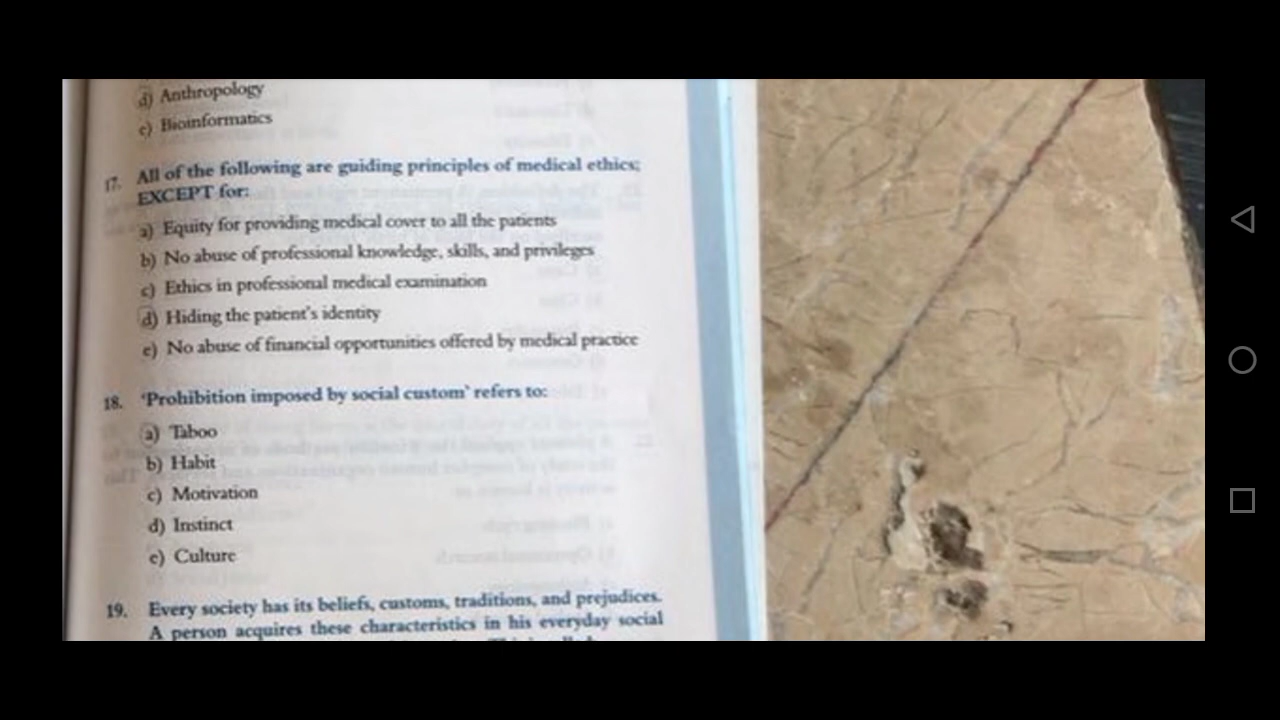 d) Anthropology
e) Bioinformatics
17. All of the following are guiding principles of medical ethics;
EXCEPT for:
a) Equity for providing medical cover to all the patients
b) No abuse of professional knowledge, skills, and privileges
c) Ethics in professional medical examination
d) Hiding the patient's identity
e) No abuse of financial opportunities offered by medical practice
18. 'Prohibition imposed by social custom' refers to:
a) Taboo
b) Habit
c) Motivation
d) Instinct
e) Culture
19. Every society has its beliefs, customs, traditions, and prejudices.
A person acquires these characteristics in his everyday social